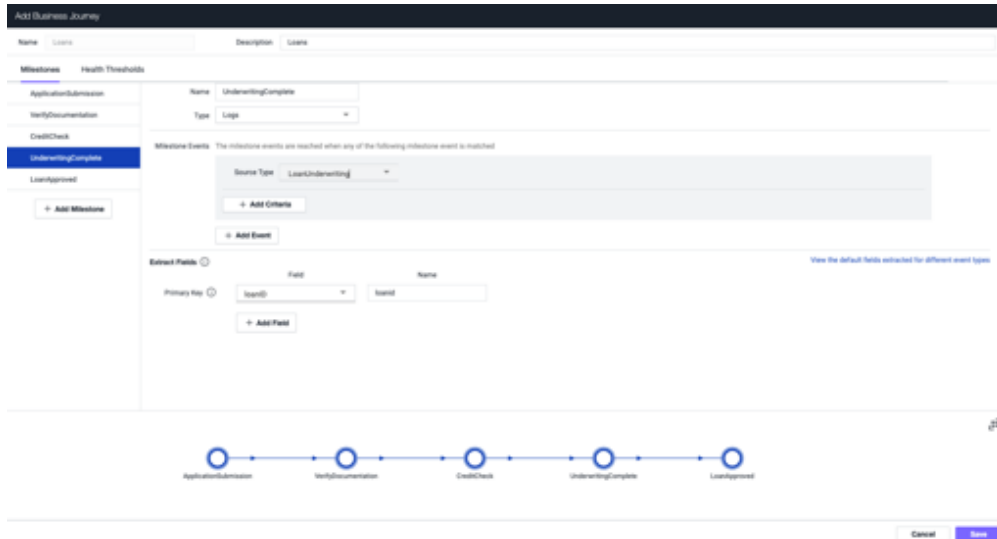 Add Business Journey
Name Loans Description Loans
Milestones Health Thresholds
ApplicationSubmission
VerifyDocumentation
CreditCheck
UnderwritingComplete
LoanApproved
+ Add Milestone
Name UnderwritingComplete
Type Logs
Milestone Events The milestone events are reached when any of the following milestone event is matched
Source Type LoanUnderwriting
+ Add Criteria
+ Add Event
Extract Fields
View the default fields extracted for different event types
Field Name
Primary Key loanID loanid
+ Add Field
ApplicationSubmission VerifyDocumentation CreditCheck UnderwritingComplete LoanApproved
Cancel Save